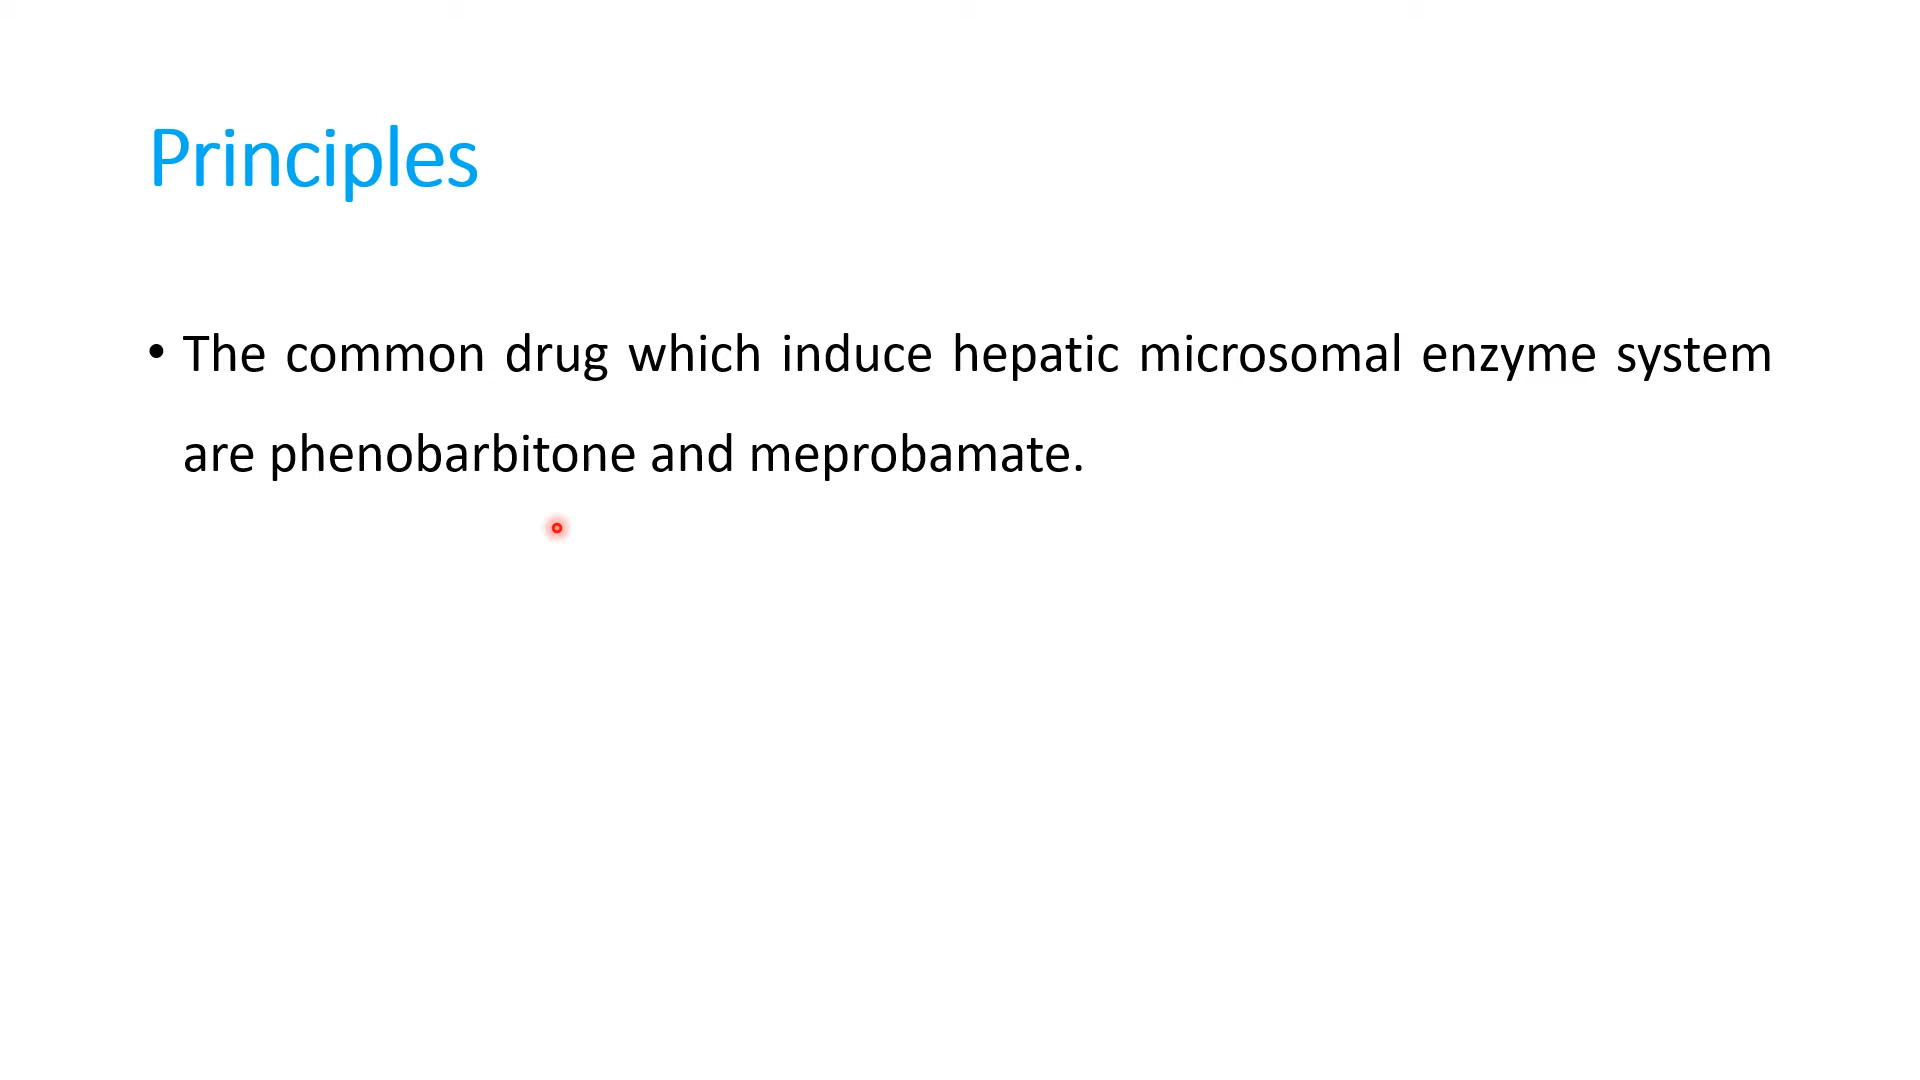 Principles
• The common drug which induce hepatic microsomal enzyme system
are phenobarbitone and meprobamate.